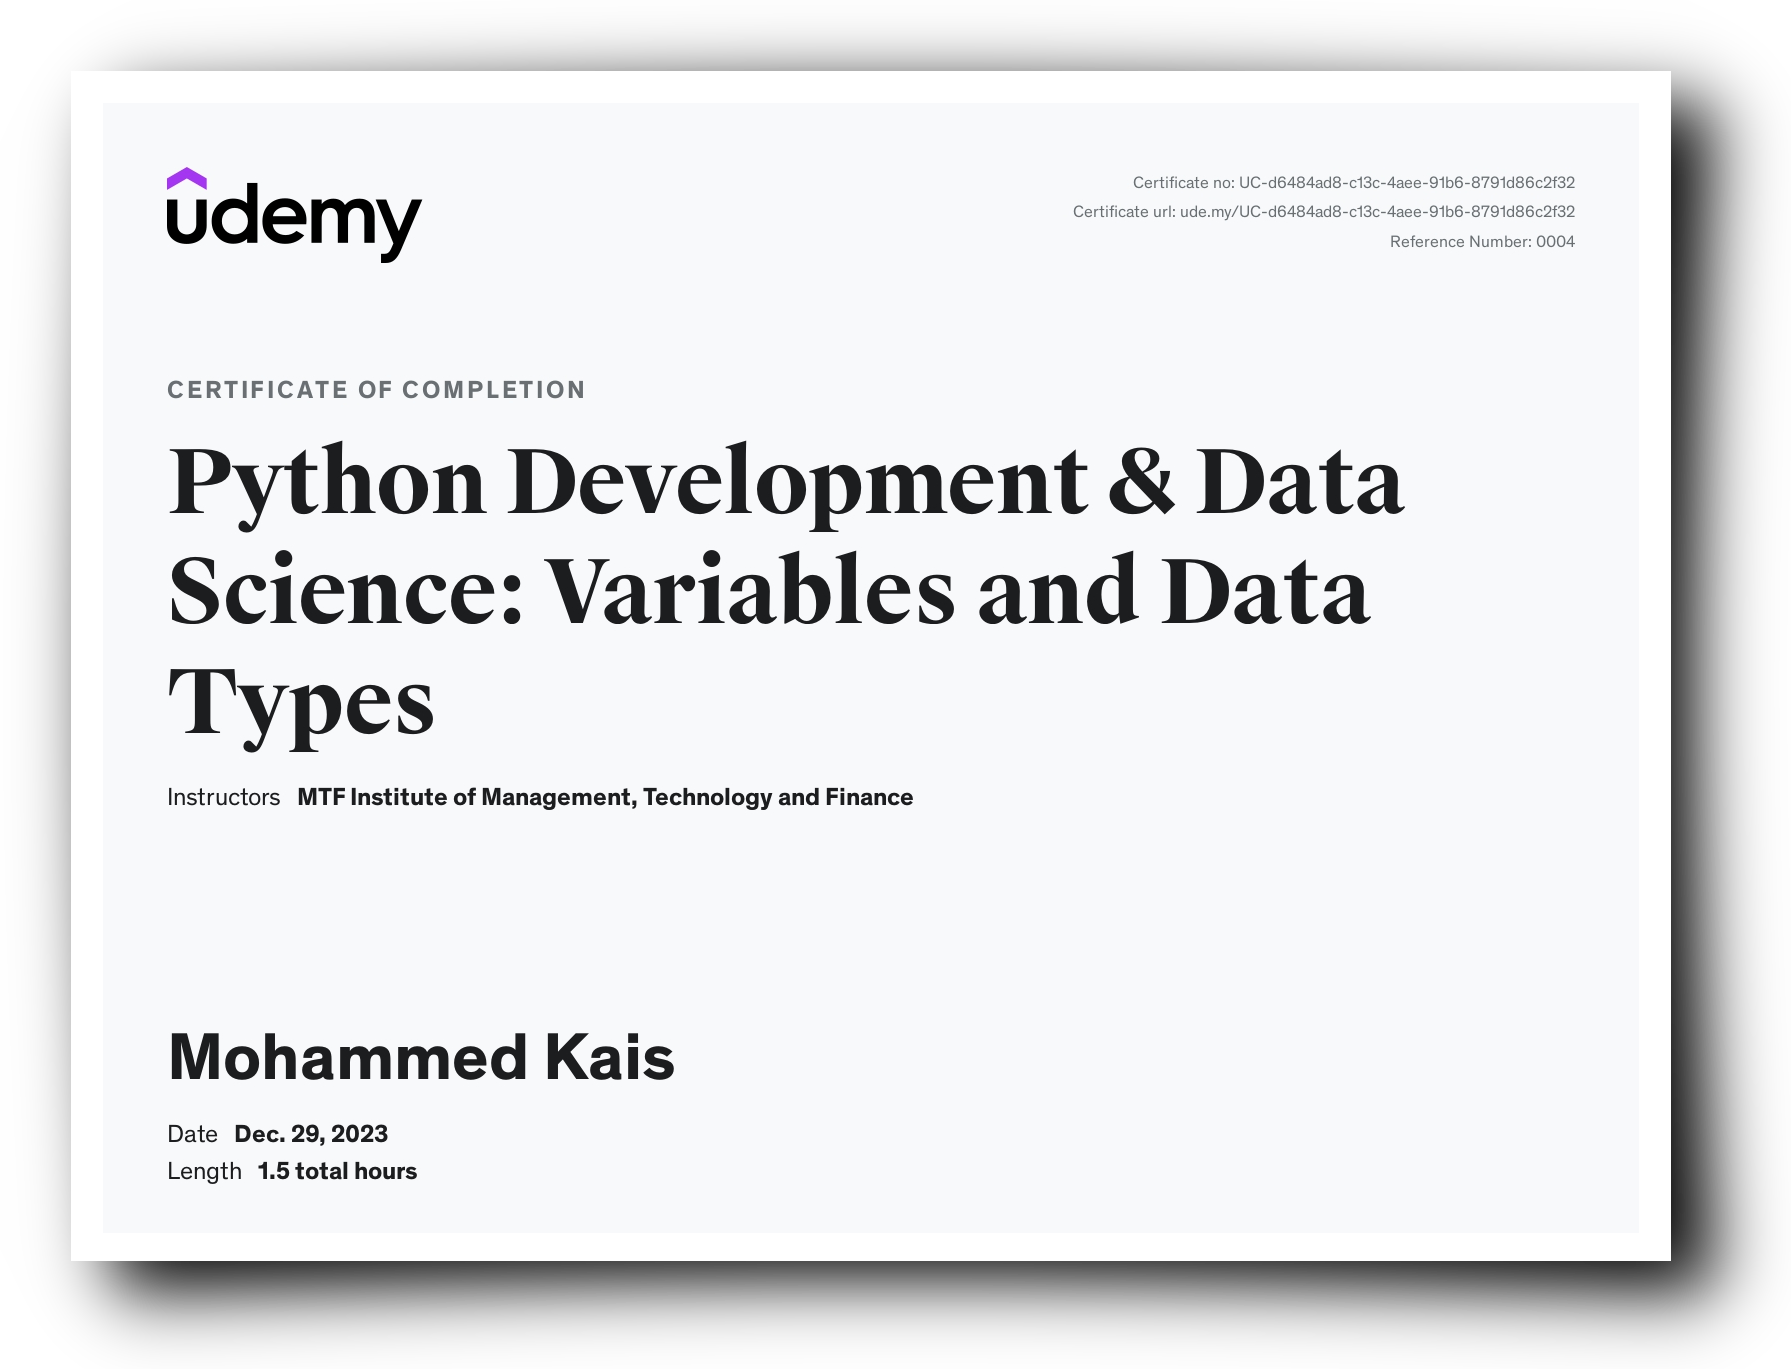 udemy
Certificate no: UC-d6484ad8-c13c-4aee-91b6-8791d86c2f32
Certificate url: ude.my/UC-d6484ad8-c13c-4aee-91b6-8791d86c2f32
Reference Number: 0004
CERTIFICATE OF COMPLETION
Python Development & Data
Science: Variables and Data
Types
Instructors MTF Institute of Management, Technology and Finance
Mohammed Kais
Date Dec. 29, 2023
Length 1.5 total hours